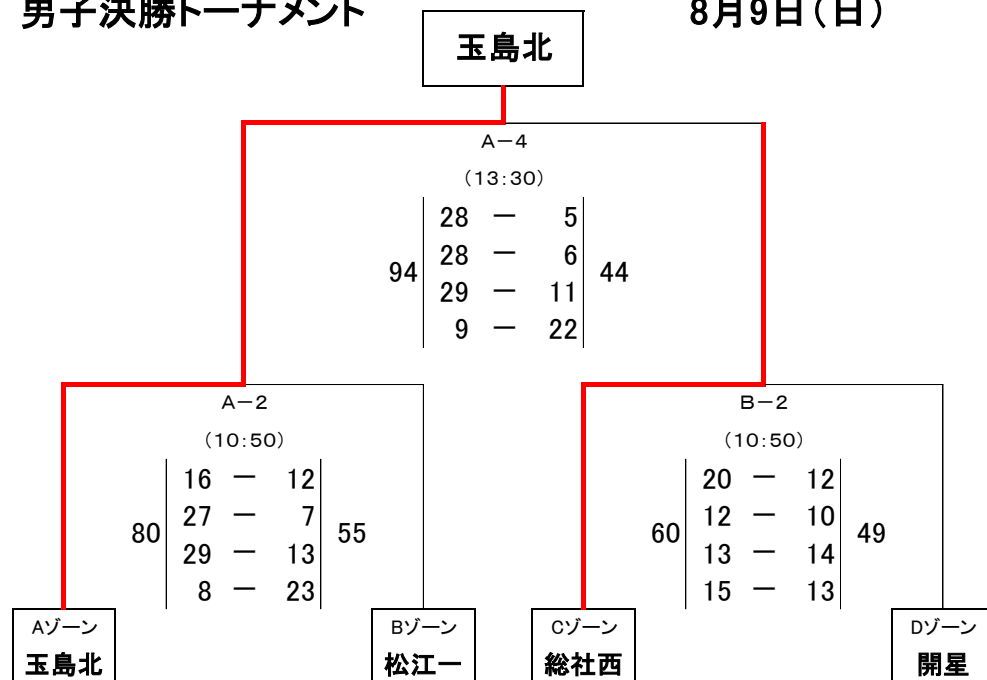 男子決勝トーナメント 8月9日(日)
玉島北
A-4
(13:30)
28 - 5
28 - 6
94 44
29 - 11
9 - 22
A-2 B-2
(10:50) (10:50)
16 - 12 20 - 12
27 - 7 12 - 10
80 55 60 49
29 - 13 13 - 14
8 - 23 15 - 13
Aゾーン Bゾーン Cゾーン Dゾーン
玉島北 松江一 総社西 開星